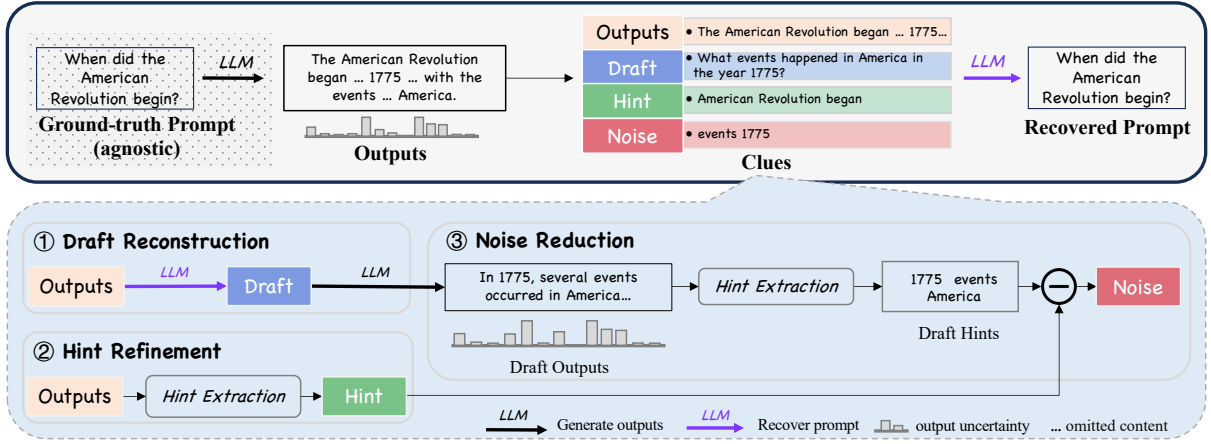 When did the
American
Revolution begin?
Ground-truth Prompt
(agnostic)
LLM
The American Revolution
began ... 1775 ... with the
events ... America.
Outputs
Outputs
• The American Revolution began ... 1775...
Draft
• What events happened in America in
the year 1775?
Hint
• American Revolution began
Noise
• events 1775
Clues
LLM
When did the
American
Revolution begin?
Recovered Prompt
① Draft Reconstruction
Outputs
LLM
Draft
LLM
② Hint Refinement
Outputs
Hint Extraction
Hint
③ Noise Reduction
In 1775, several events
occurred in America...
Draft Outputs
Hint Extraction
1775 events
America
Draft Hints
Noise
LLM
Generate outputs
LLM
Recover prompt
output uncertainty
... omitted content